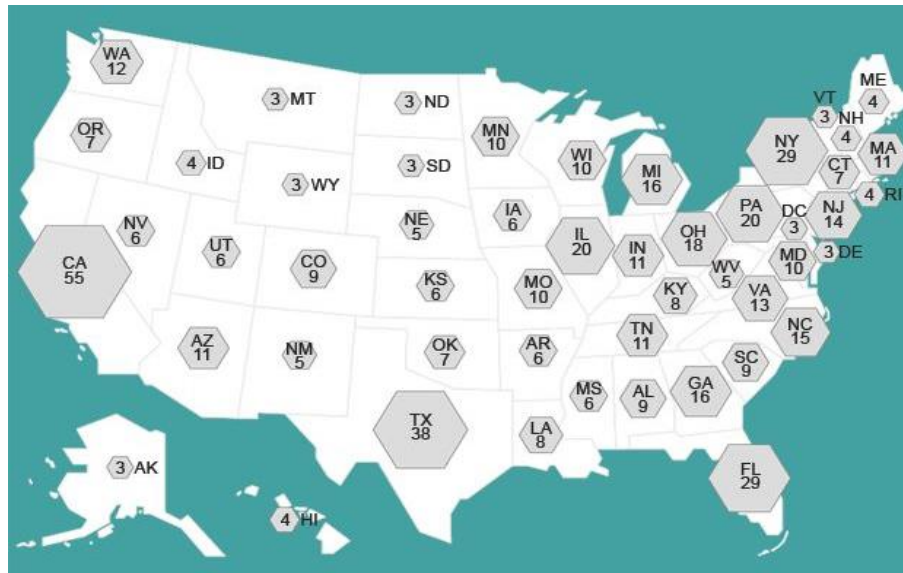 WA
12
3 MT
3 ND
MN
10
ME
4
VT
3
NH
4
OR
7
4 ID
3 WY
3 SD
WI
10
MI
16
NY
29
MA
11
CT
7
4 RI
NV
6
UT
6
CO
9
NE
5
IA
6
IL
20
IN
11
OH
18
PA
20
DC
3
NJ
14
CA
55
KS
6
MO
10
KY
8
WV
5
MD
10
3 DE
VA
13
AZ
11
NM
5
OK
7
AR
6
TN
11
NC
15
SC
9
MS
6
AL
9
GA
16
TX
38
LA
8
FL
29
3 AK
4 HI